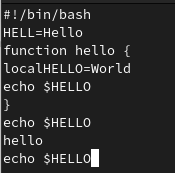 #!/bin/bash
HELL=Hello
function hello {
localHELLO=World
echo $HELLO
}
echo $HELLO
hello
echo $HELLO